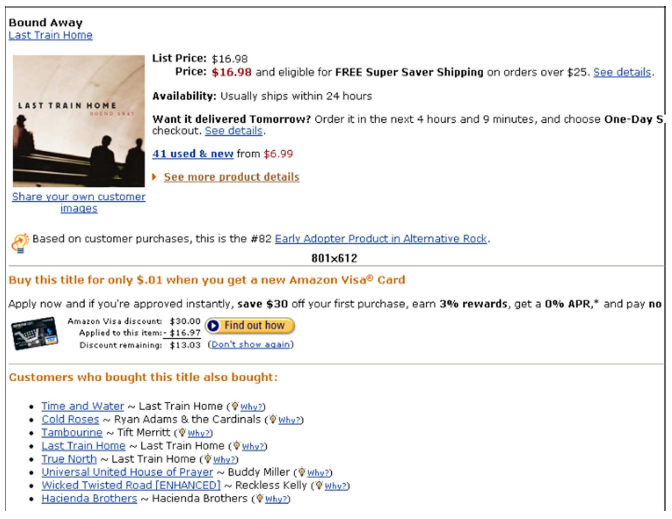 Bound Away
Last Train Home
List Price: $16.98
Price: $16.98 and eligible for FREE Super Saver Shipping on orders over $25. See details.
Availability: Usually ships within 24 hours
Want it delivered Tomorrow? Order it in the next 4 hours and 9 minutes, and choose One-Day S
checkout. See details.
41 used & new from $6.99
See more product details
LAST TRAIN HOME
BOUND AWAY
Share your own customer
images
Based on customer purchases, this is the #82 Early Adopter Product in Alternative Rock.
801x612
Buy this title for only $.01 when you get a new Amazon Visa® Card
Apply now and if you're approved instantly, save $30 off your first purchase, earn 3% rewards, get a 0% APR,* and pay no
Amazon Visa discount: $30.00
Applied to this item:- $16.97
Discount remaining: $13.03 (Don't show again)
Find out how
Customers who bought this title also bought:
• Time and Water ~ Last Train Home (Why?)
• Cold Roses ~ Ryan Adams & the Cardinals (Why?)
• Tambourine ~ Tift Merritt (Why?)
• Last Train Home ~ Last Train Home (Why?)
• True North ~ Last Train Home (Why?)
• Universal United House of Prayer ~ Buddy Miller (Why?)
• Wicked Twisted Road [ENHANCED] ~ Reckless Kelly (Why?)
• Hacienda Brothers ~ Hacienda Brothers (Why?)